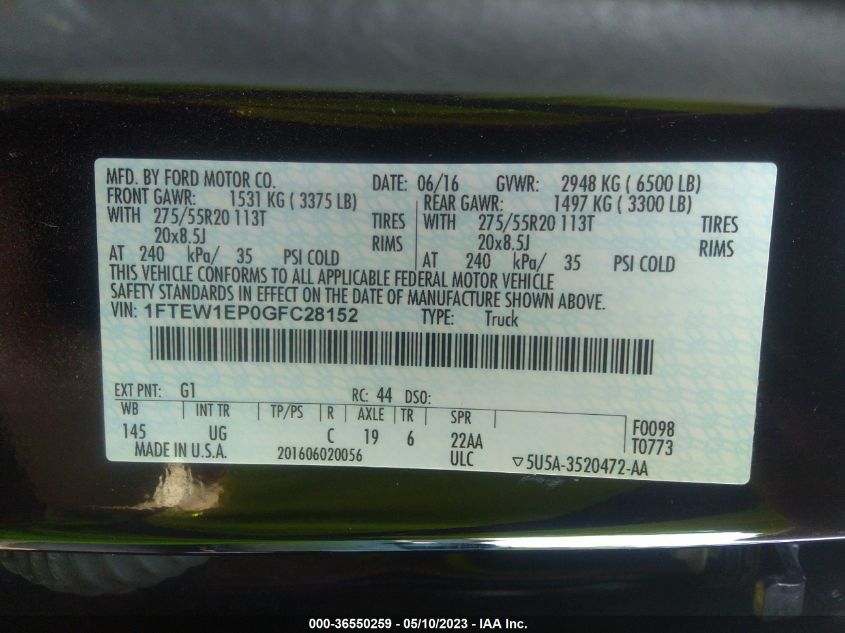 MFD. BY FORD MOTOR CO. DATE: 06/16 GVWR: 2948 KG ( 6500 LB)
FRONT GAWR: 1531 KG ( 3375 LB) REAR GAWR: 1497 KG ( 3300 LB)
WITH 275/55R20 113T TIRES WITH 275/55R20 113T TIRES
20x8.5J RIMS 20x8.5J RIMS
AT 240 kPa/ 35 PSI COLD AT 240 kPa/ 35 PSI COLD
THIS VEHICLE CONFORMS TO ALL APPLICABLE FEDERAL MOTOR VEHICLE
SAFETY STANDARDS IN EFFECT ON THE DATE OF MANUFACTURE SHOWN ABOVE.
VIN: 1FTEW1EP0GFC28152 TYPE: Truck
EXT PNT: G1 RC: 44 DSO:
WB INT TR TP/PS R AXLE TR SPR F0098
145 UG C 19 6 22AA T0773
MADE IN U.S.A. 201606020056 ULC ▽5U5A-3520472-AA
000-36550259 - 05/10/2023 - IAA Inc.